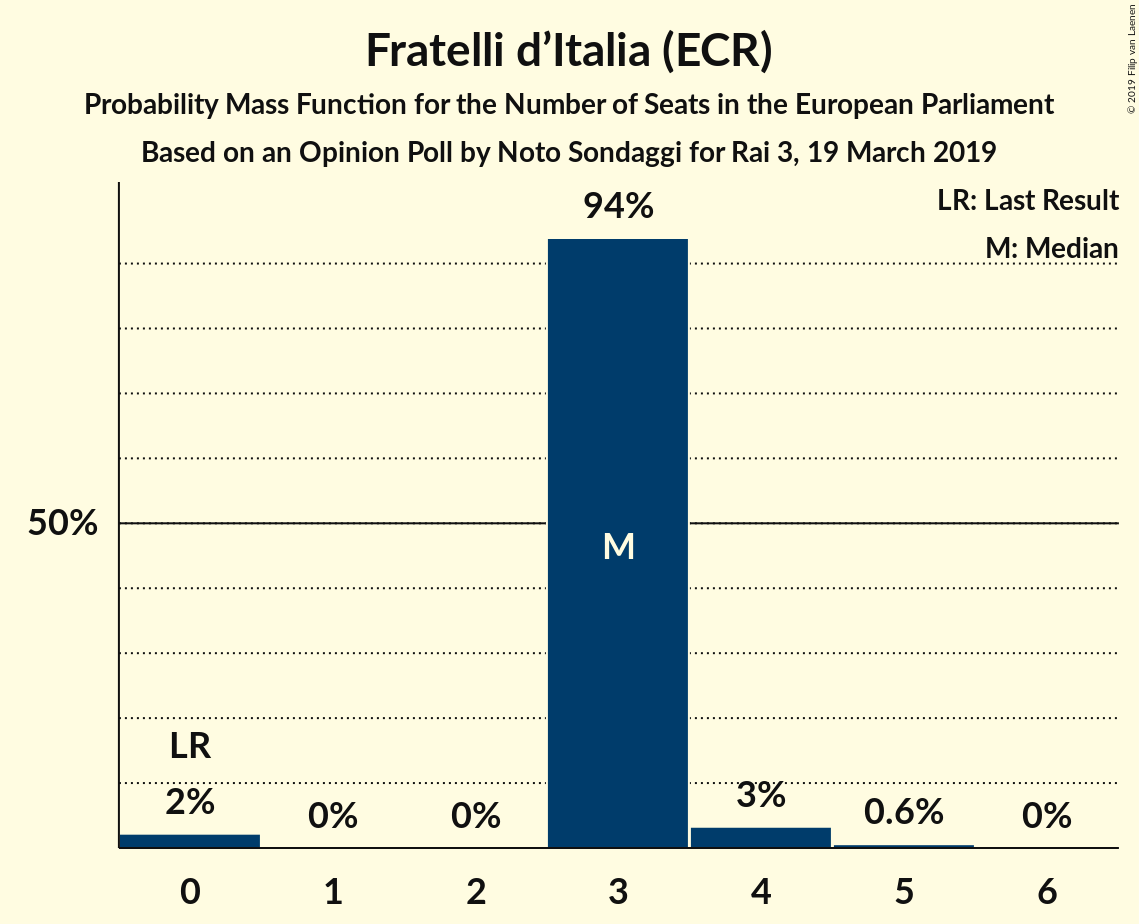 Fratelli d’Italia (ECR)
Probability Mass Function for the Number of Seats in the European Parliament
Based on an Opinion Poll by Noto Sondaggi for Rai 3, 19 March 2019
© 2019 Filip van Laenen
LR: Last Result
M: Median
94%
50%
M
LR
2%
0%
0%
3%
0.6%
0%
0 1 2 3 4 5 6